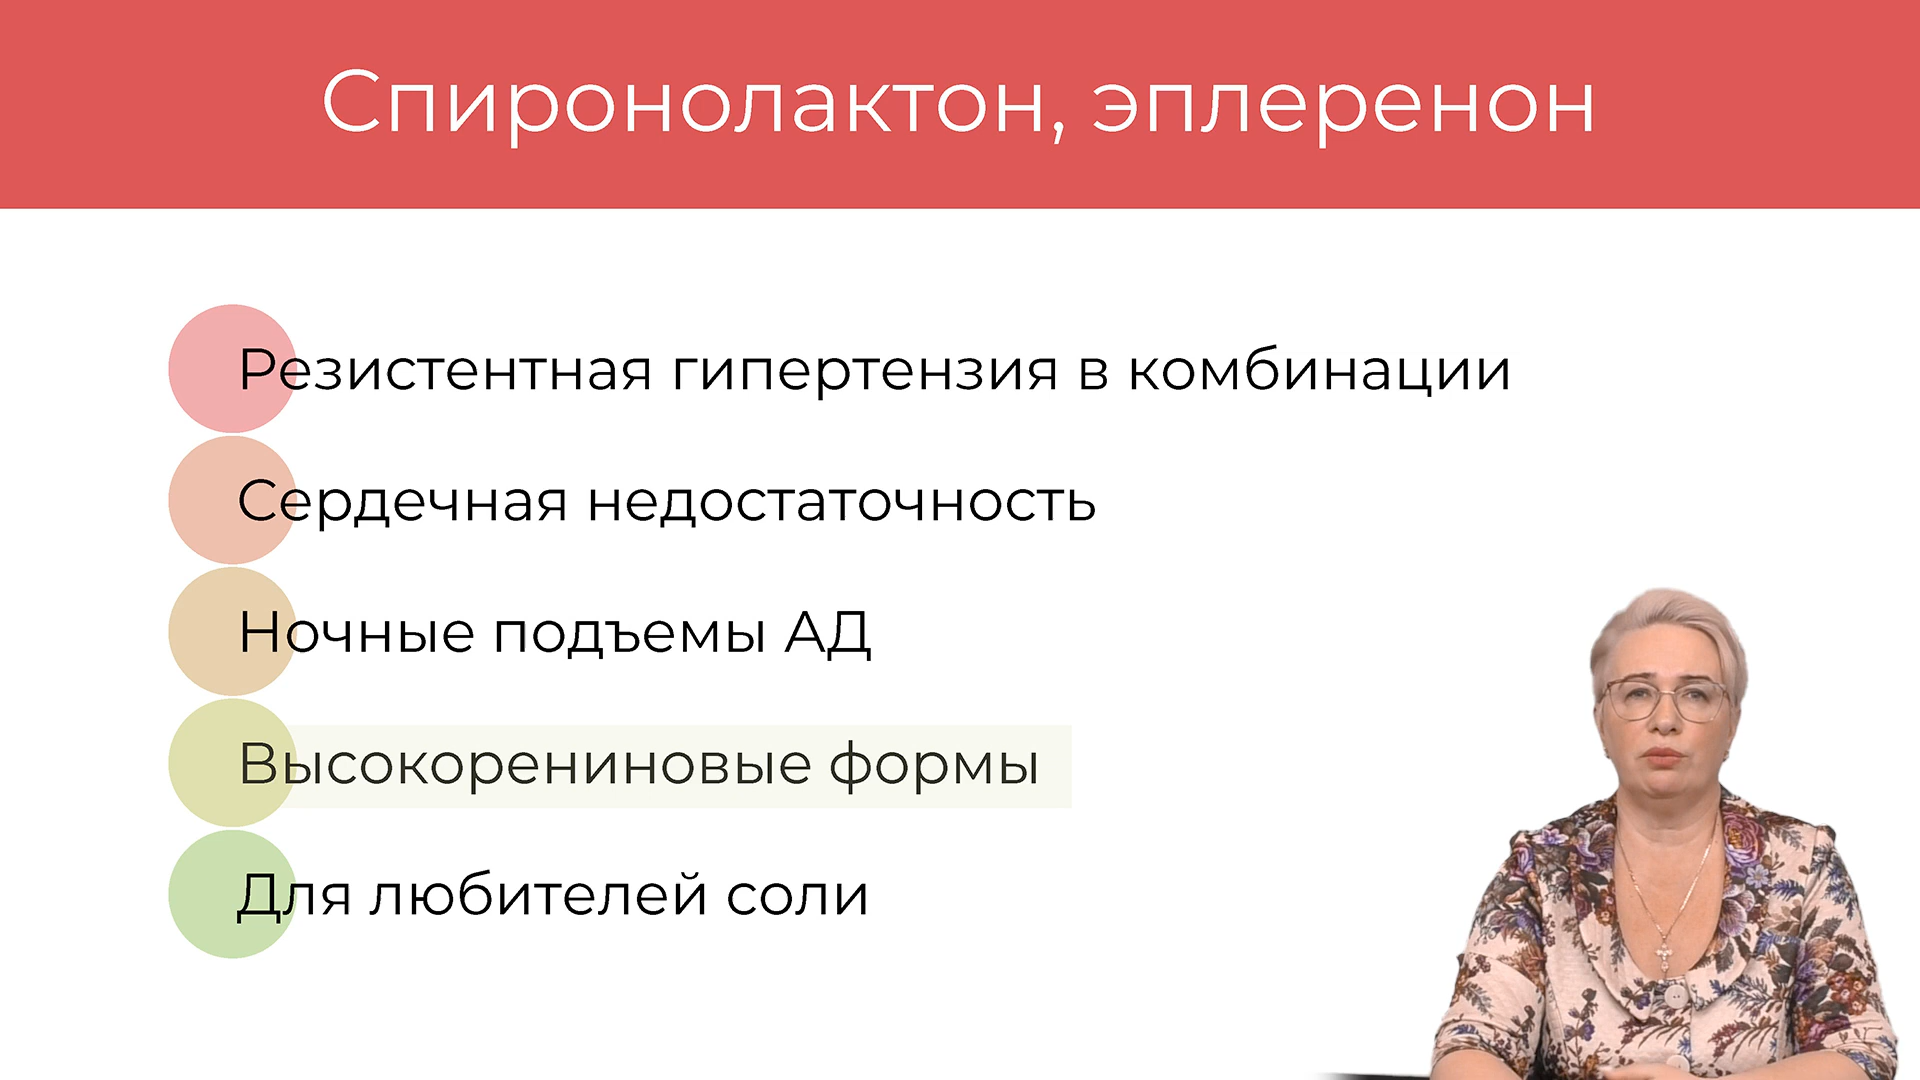 Спиронолактон, эплеренон
Резистентная гипертензия в комбинации
Сердечная недостаточность
Ночные подъемы АД
Высокорениновые формы
Для любителей соли